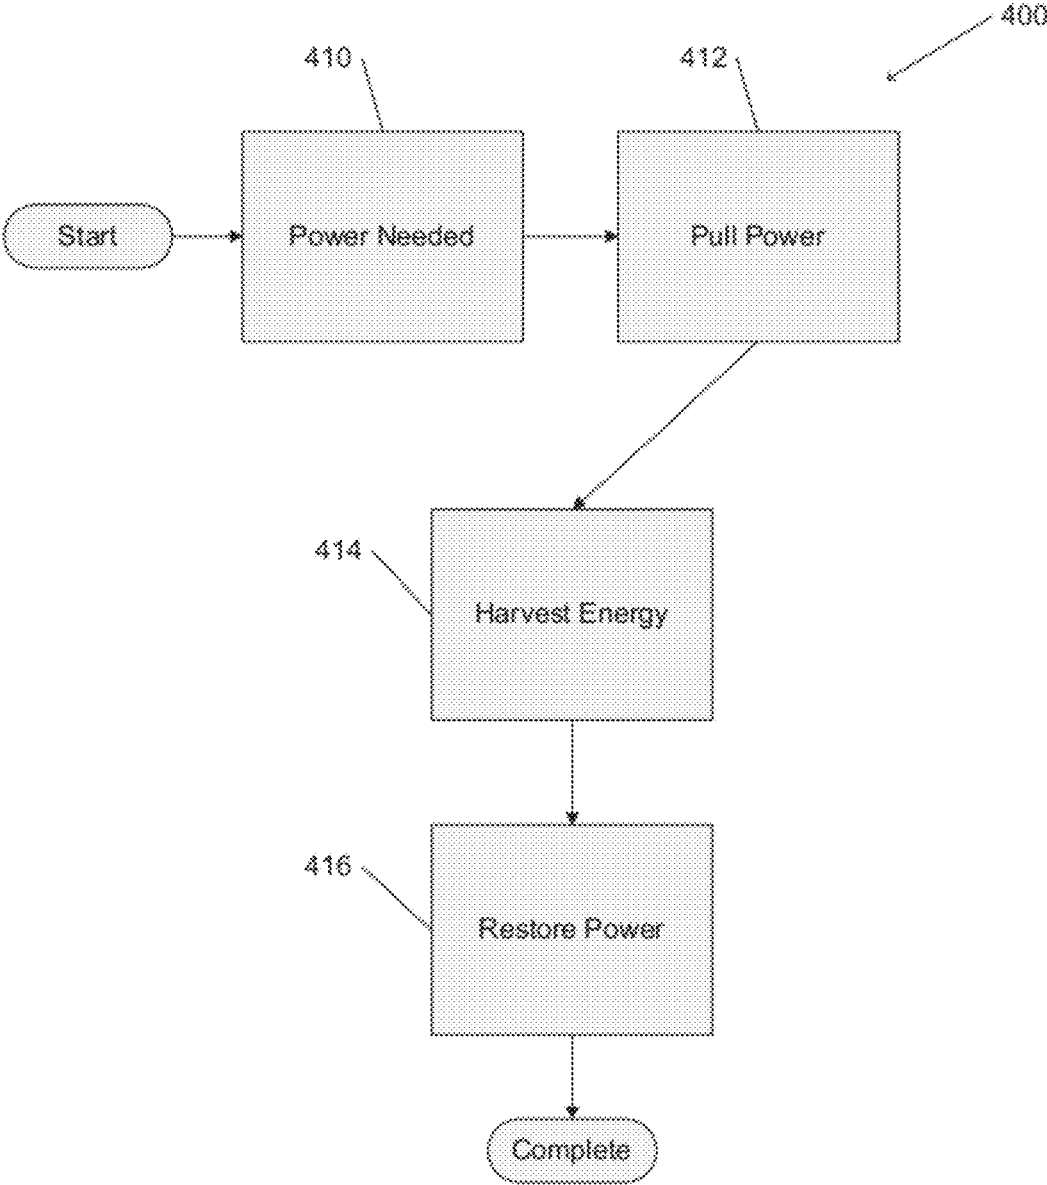 400
410
412
Start
Power Needed
Pull Power
414
Harvest Energy
416
Restore Power
Complete